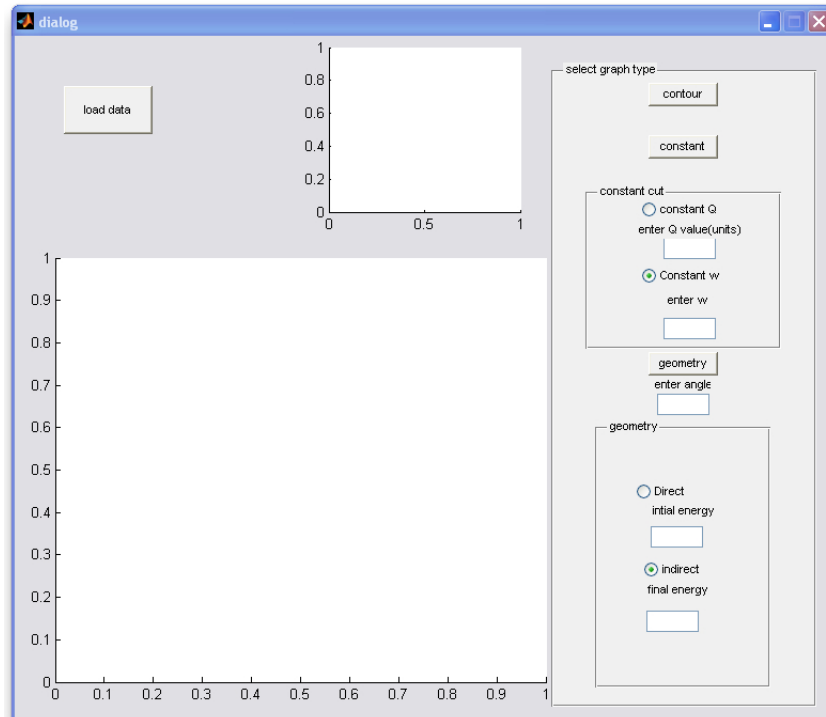 dialog
load data
1
0.8
0.6
0.4
0.2
0
0 0.5 1
select graph type
contour
constant
constant cut
constant Q
enter Q value(units)
Constant w
enter w
geometry
enter angle
geometry
Direct
intial energy
indirect
final energy
1
0.9
0.8
0.7
0.6
0.5
0.4
0.3
0.2
0.1
0
0 0.1 0.2 0.3 0.4 0.5 0.6 0.7 0.8 0.9 1